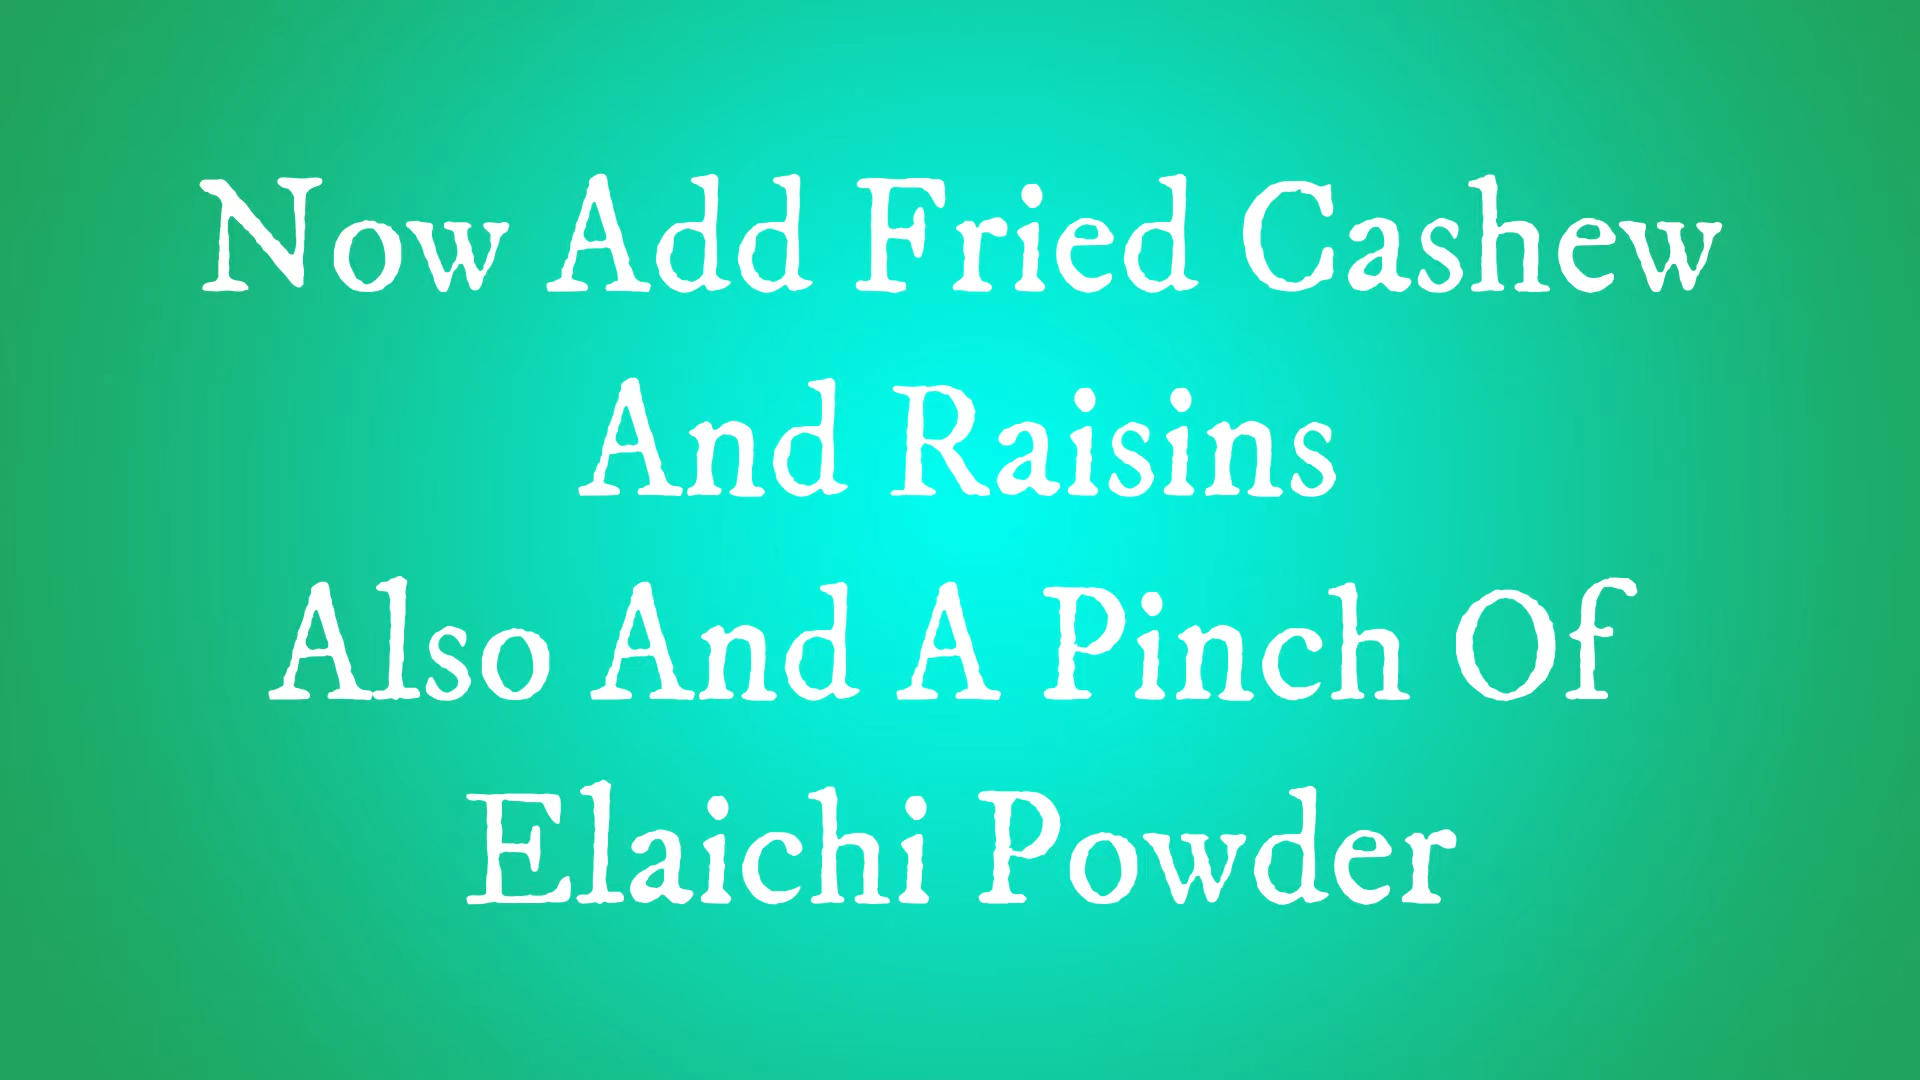 Now Add Fried Cashew
And Raisins
Also And A Pinch Of
Elaichi Powder